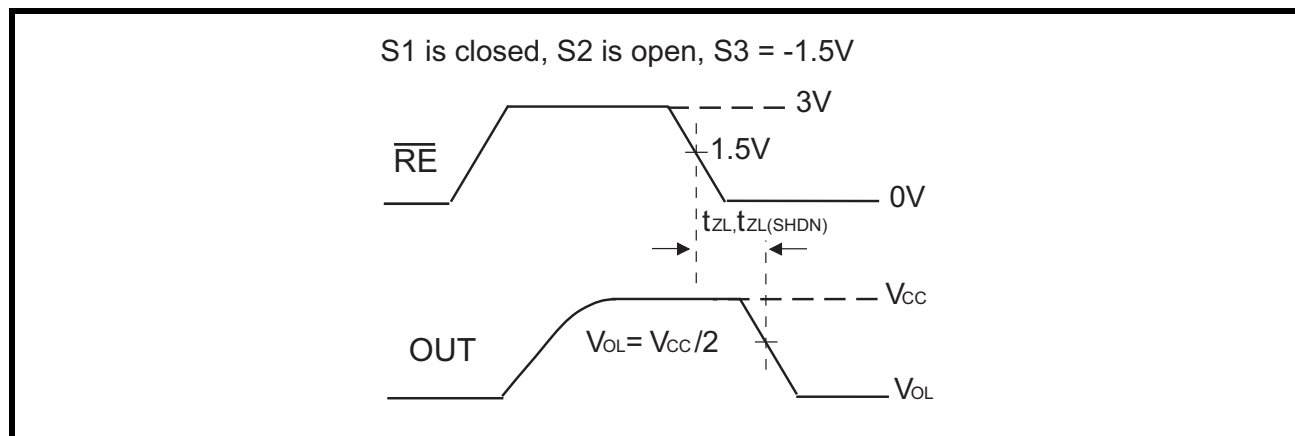 S1 is closed, S2 is open, S3 = -1.5V
3V
R̅E̅
1.5V
0V
tZL,tZL(SHDN)
VCC
OUT
VOL= VCC/2
VOL